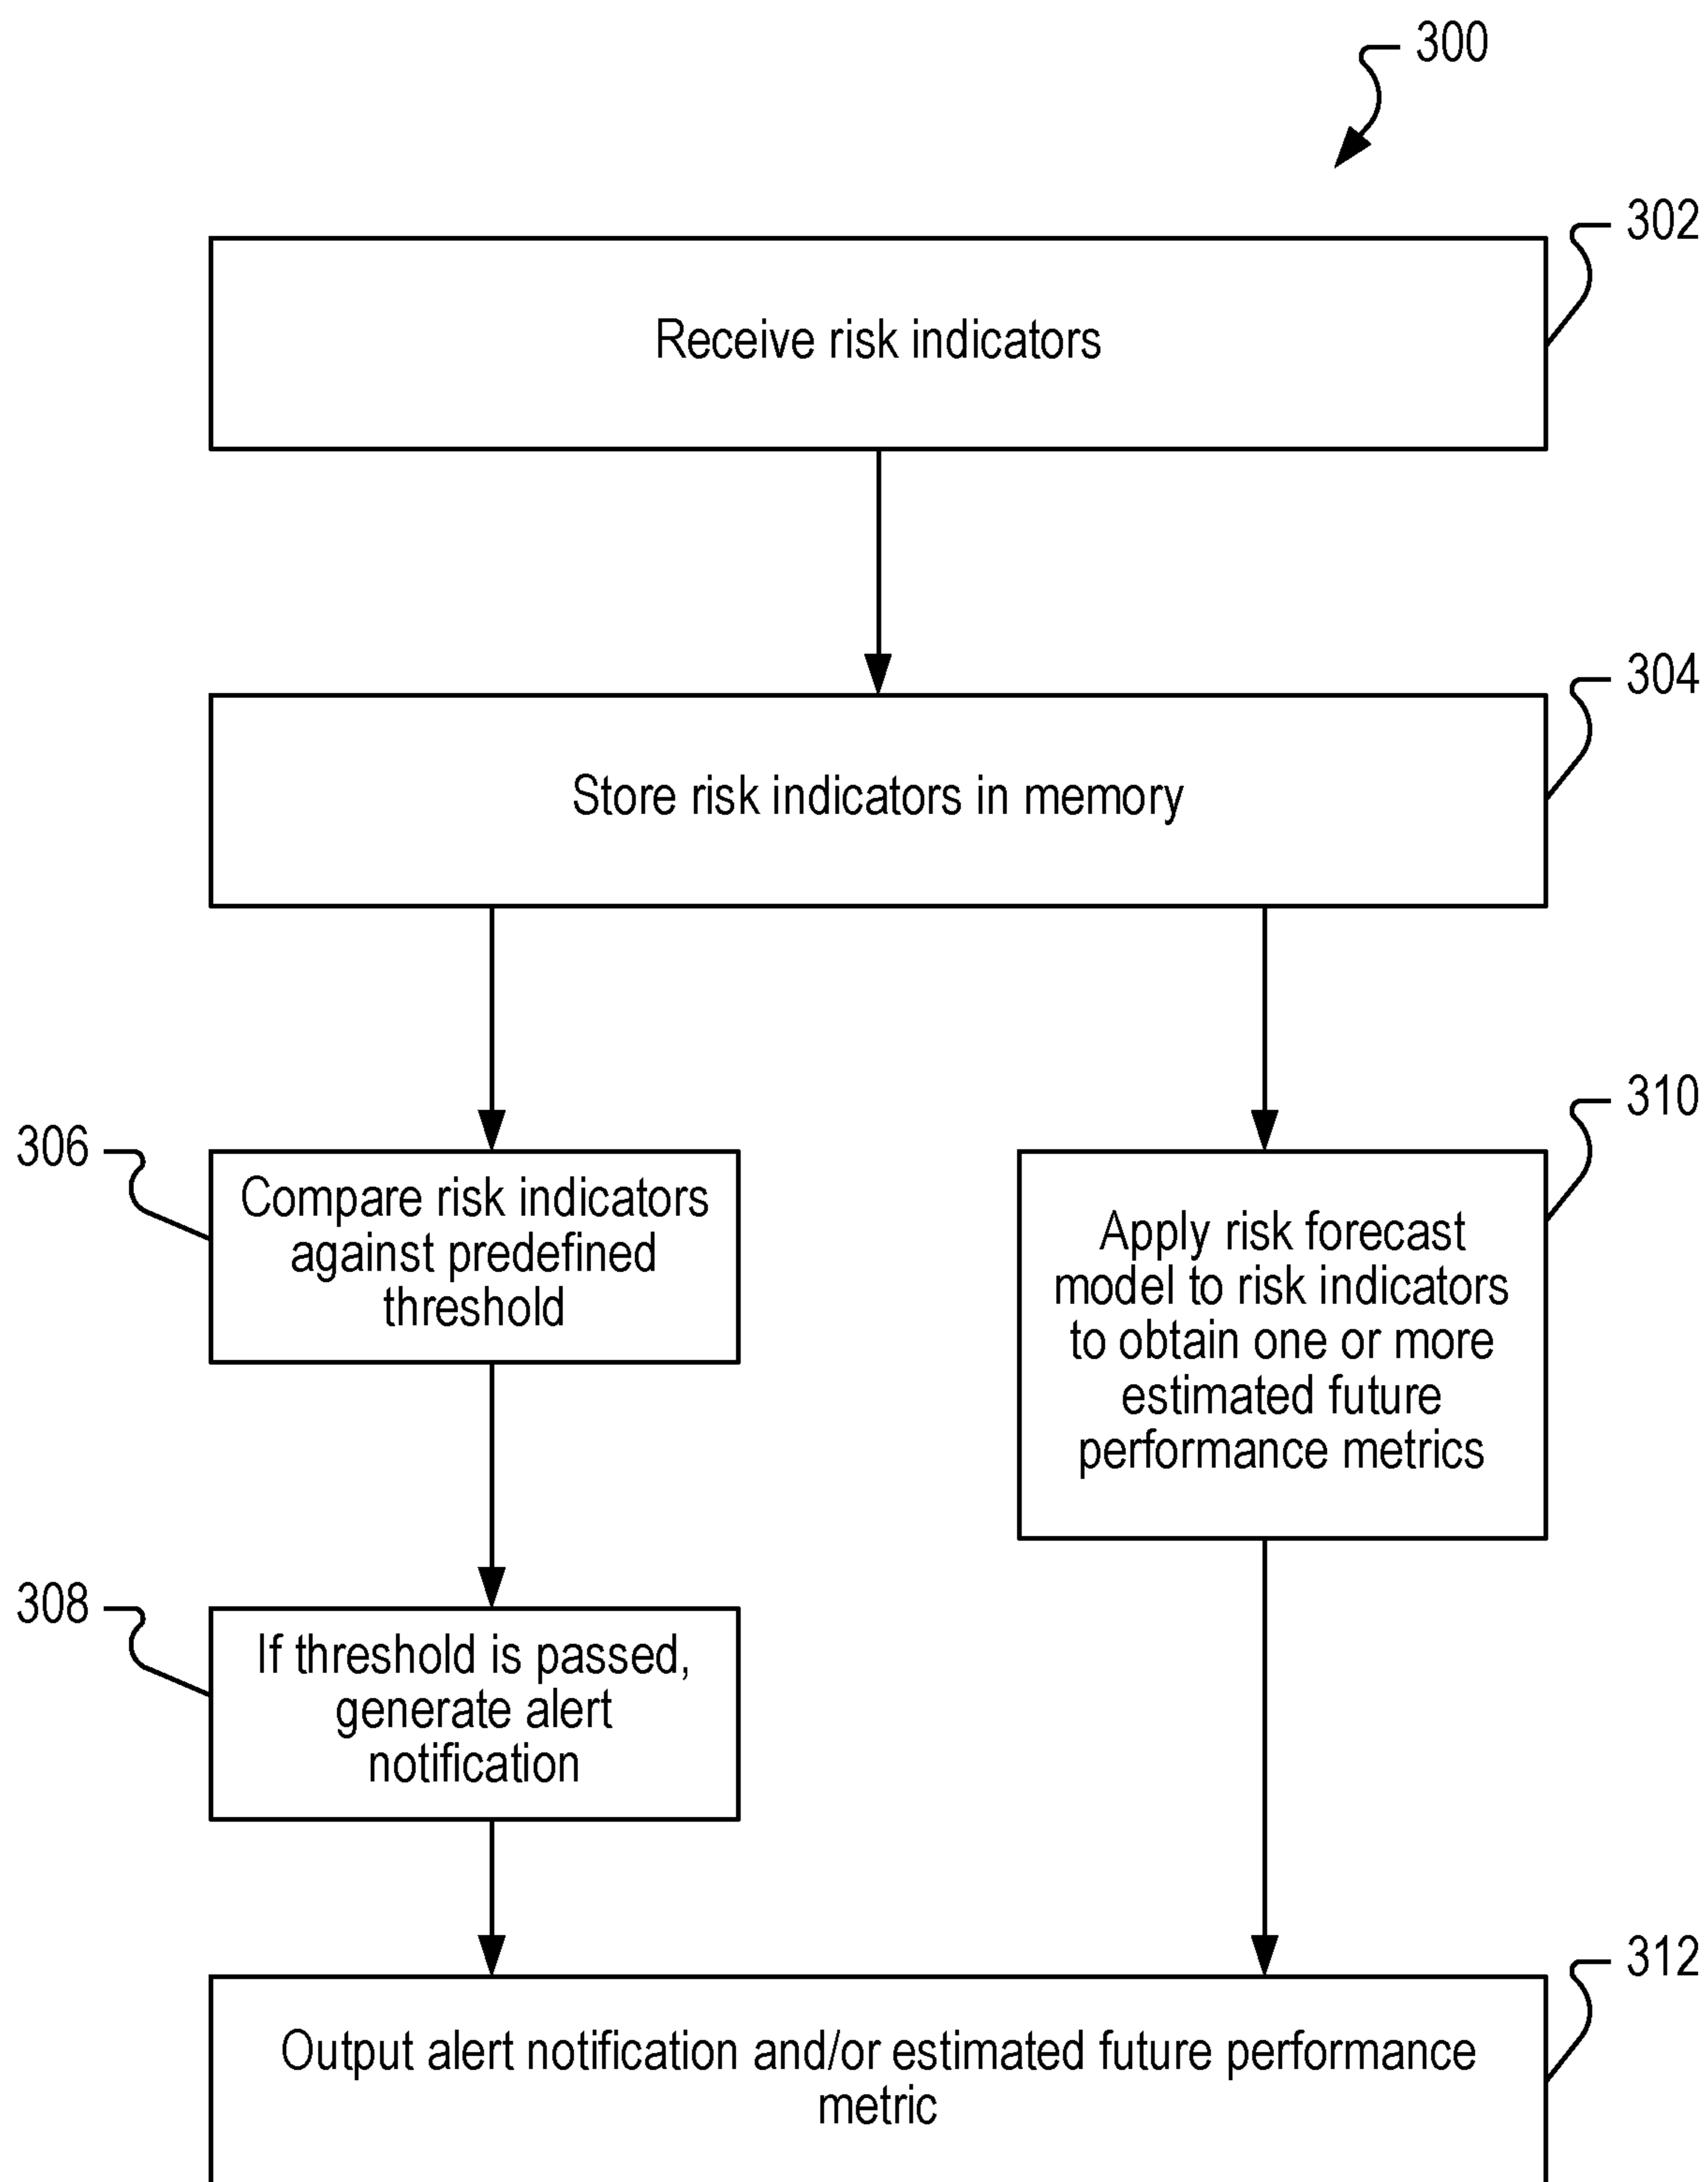 300
302
Receive risk indicators
304
Store risk indicators in memory
306
Compare risk indicators
against predefined
threshold
310
Apply risk forecast
model to risk indicators
to obtain one or more
estimated future
performance metrics
308
If threshold is passed,
generate alert
notification
312
Output alert notification and/or estimated future performance
metric